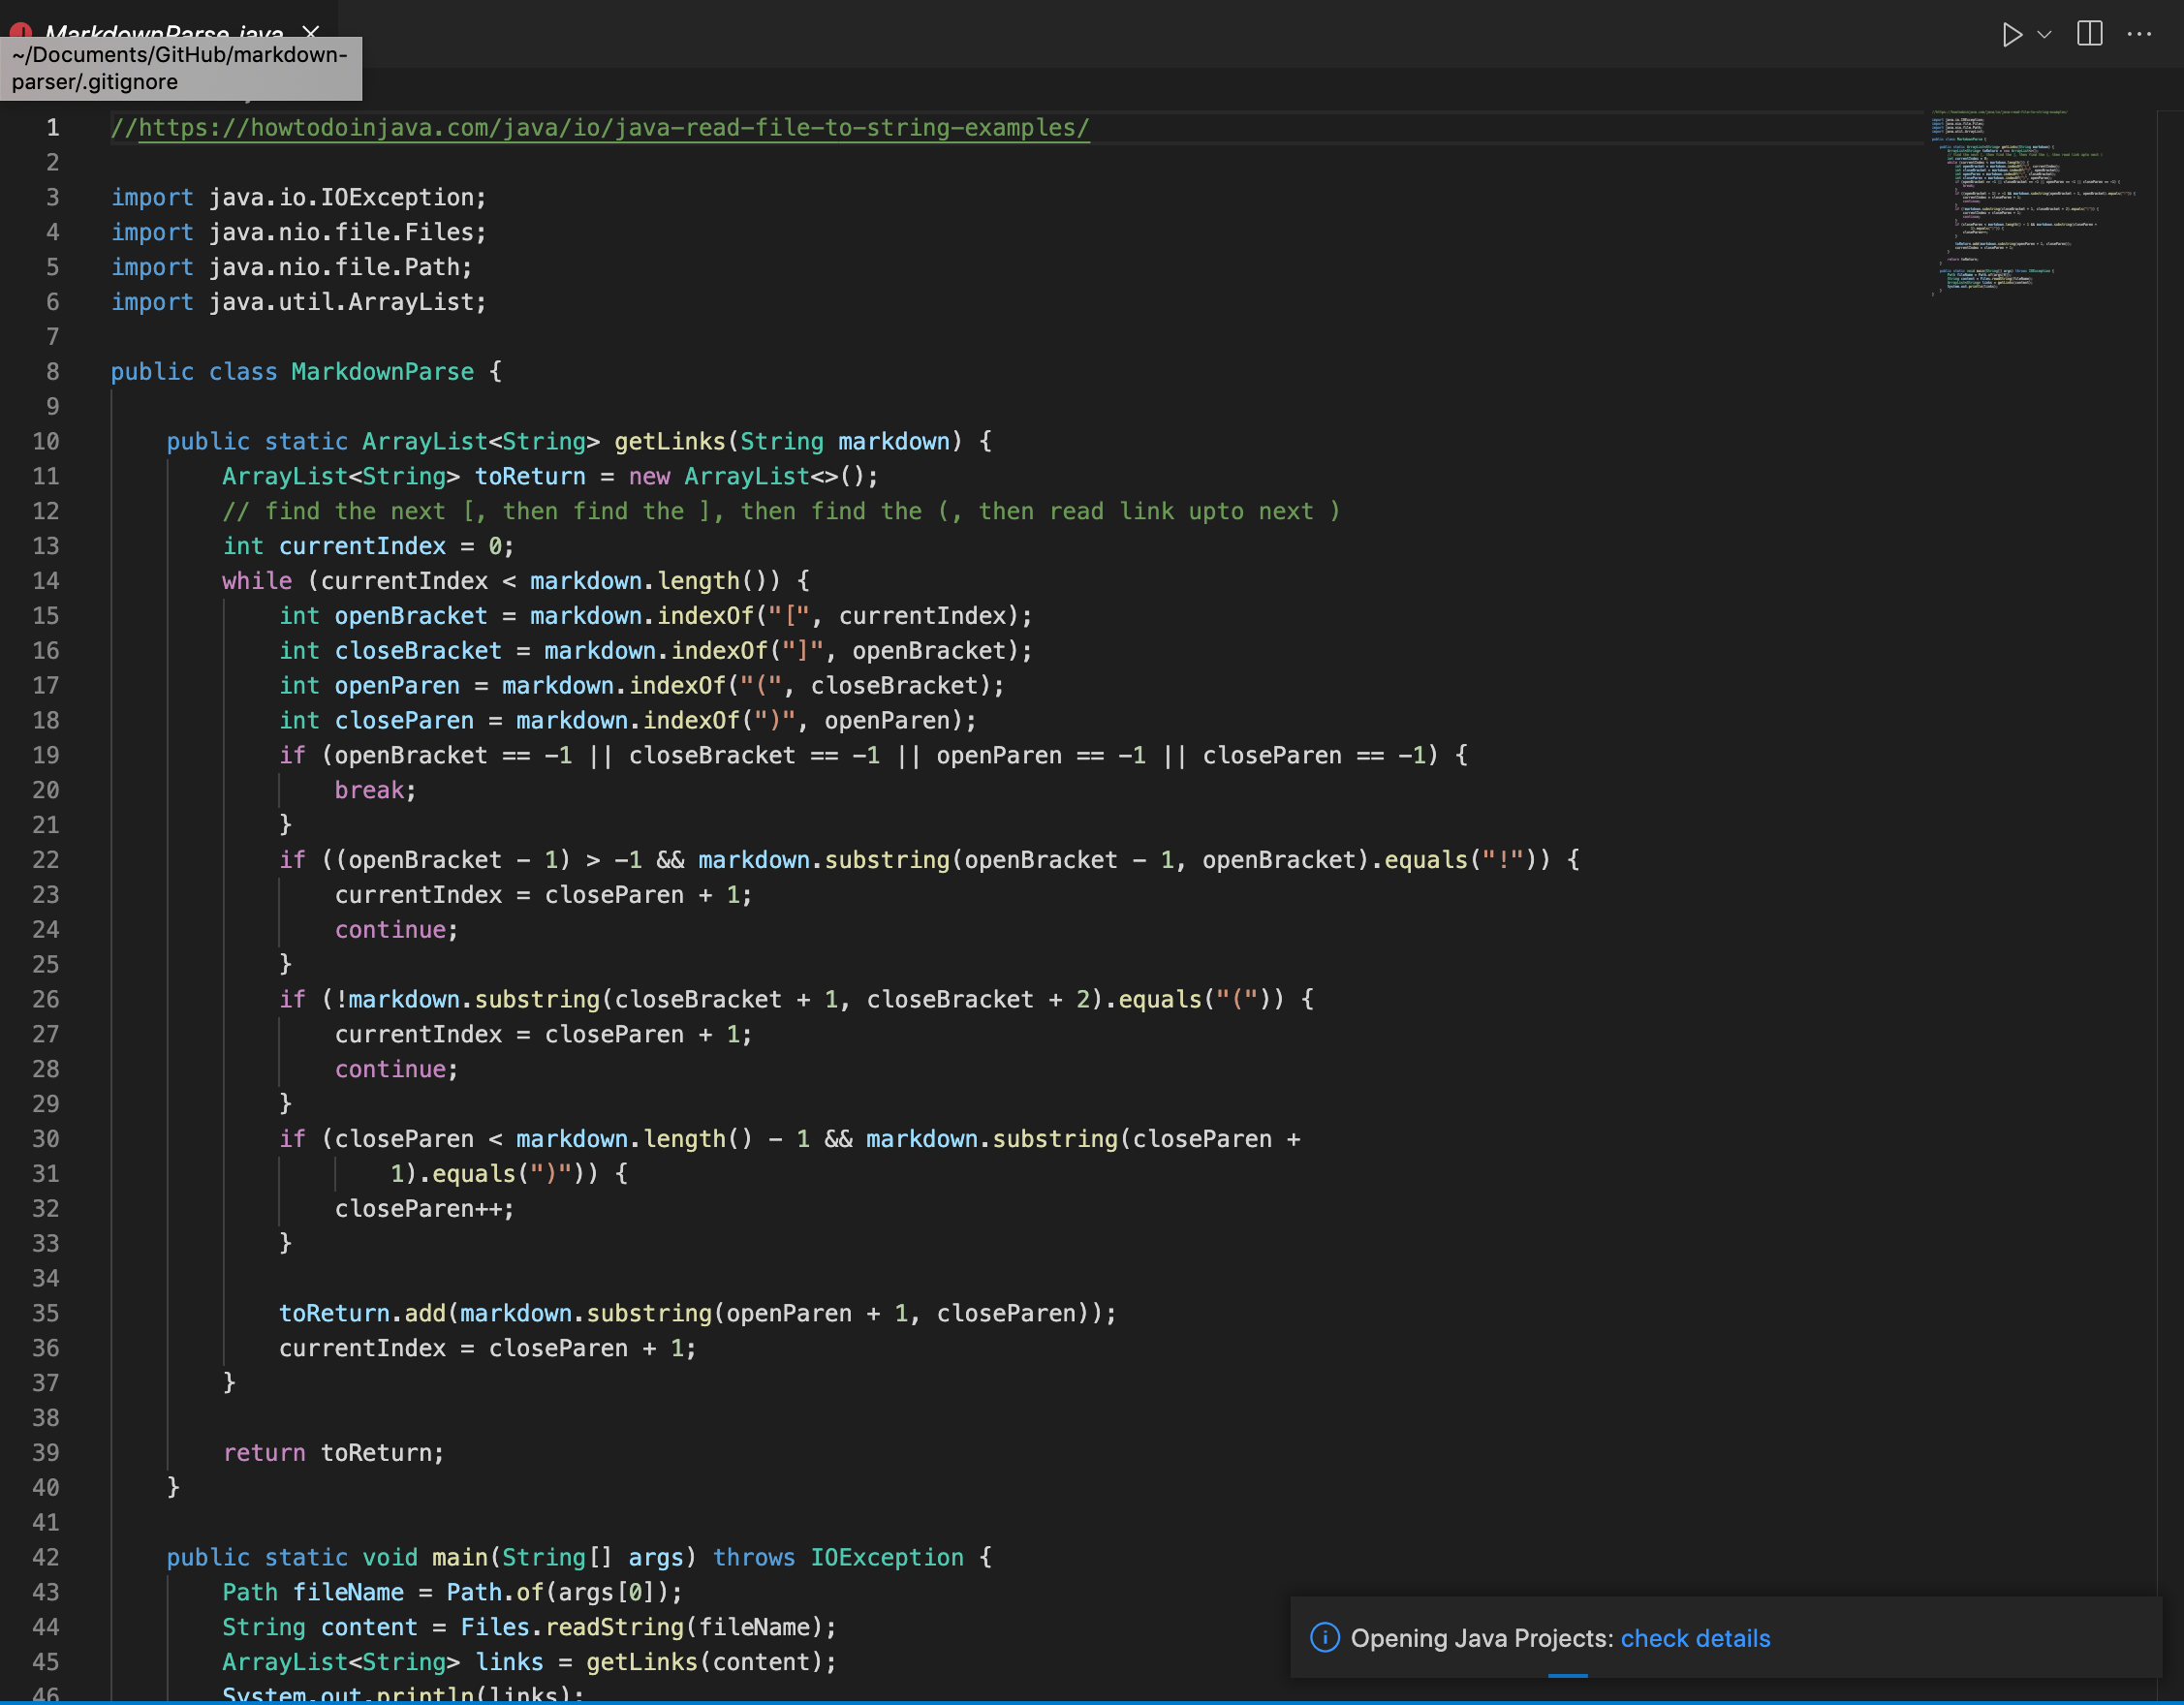 MarkdownParse.java
~/Documents/GitHub/markdown-
parser/.gitignore
1 //https://howtodoinjava.com/java/io/java-read-file-to-string-examples/
2
3 import java.io.IOException;
4 import java.nio.file.Files;
5 import java.nio.file.Path;
6 import java.util.ArrayList;
7
8 public class MarkdownParse {
9
10     public static ArrayList<String> getLinks(String markdown) {
11         ArrayList<String> toReturn = new ArrayList<>();
12         // find the next [, then find the ], then find the (, then read link upto next )
13         int currentIndex = 0;
14         while (currentIndex < markdown.length()) {
15             int openBracket = markdown.indexOf("[", currentIndex);
16             int closeBracket = markdown.indexOf("]", openBracket);
17             int openParen = markdown.indexOf("(", closeBracket);
18             int closeParen = markdown.indexOf(")", openParen);
19             if (openBracket == -1 || closeBracket == -1 || openParen == -1 || closeParen == -1) {
20                 break;
21             }
22             if ((openBracket - 1) > -1 && markdown.substring(openBracket - 1, openBracket).equals("!")) {
23                 currentIndex = closeParen + 1;
24                 continue;
25             }
26             if (!markdown.substring(closeBracket + 1, closeBracket + 2).equals("(")) {
27                 currentIndex = closeParen + 1;
28                 continue;
29             }
30             if (closeParen < markdown.length() - 1 && markdown.substring(closeParen +
31                     1).equals(")")) {
32                 closeParen++;
33             }
34
35             toReturn.add(markdown.substring(openParen + 1, closeParen));
36             currentIndex = closeParen + 1;
37         }
38
39         return toReturn;
40     }
41
42     public static void main(String[] args) throws IOException {
43         Path fileName = Path.of(args[0]);
44         String content = Files.readString(fileName);
45         ArrayList<String> links = getLinks(content);
46         System.out.println(links);
Opening Java Projects: check details